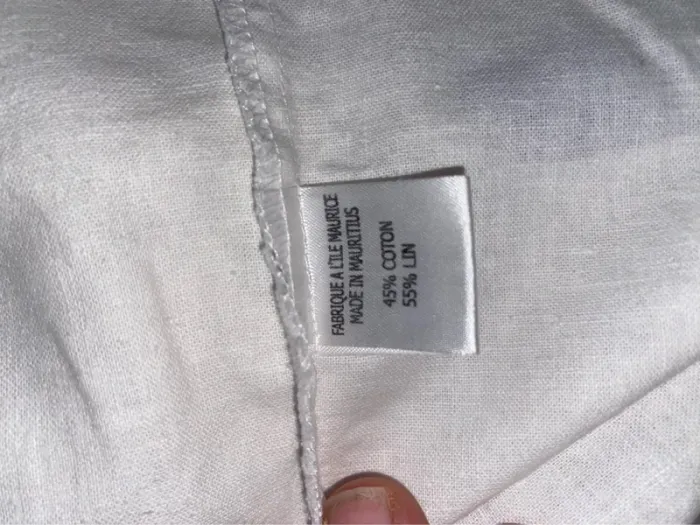 FABRIQUE A L'ILE MAURICE
MADE IN MAURITIUS
45% COTON
55% LIN